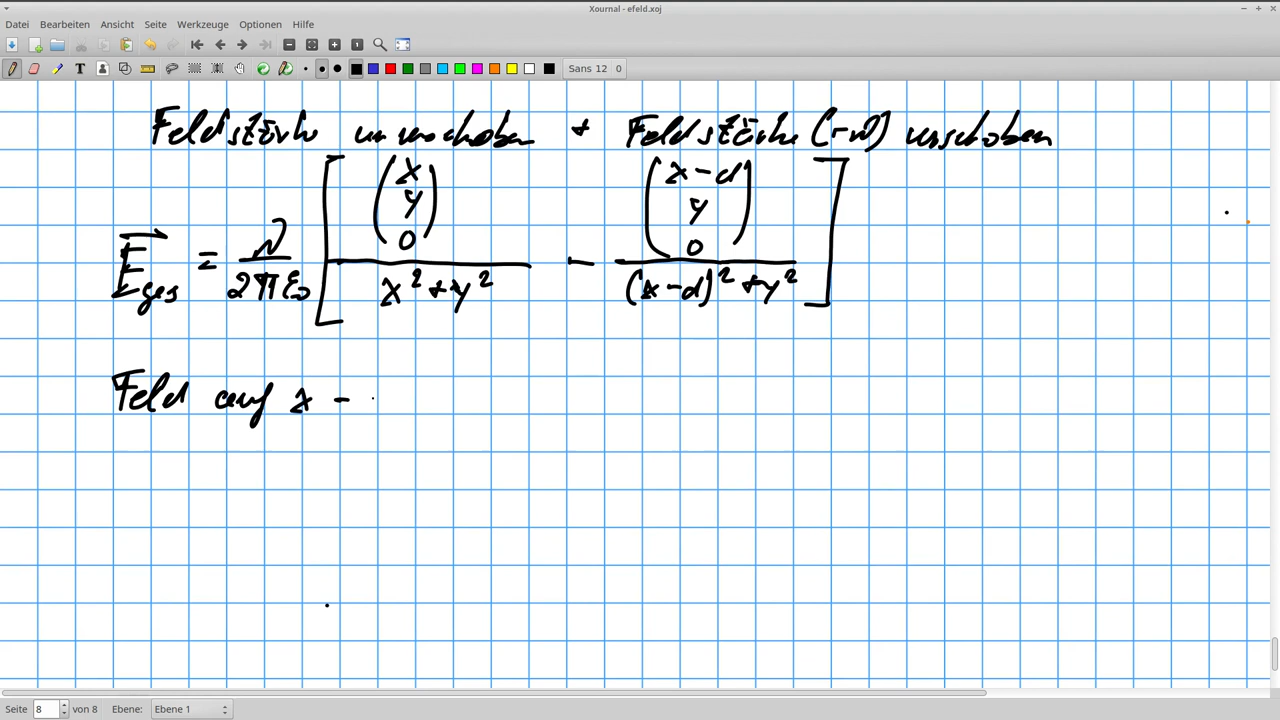 Xournal - efeld.xoj
Datei Bearbeiten Ansicht Seite Werkzeuge Optionen Hilfe
Sans 12 0
Feldstärke unverschoben + Feldstärke (-w) verschoben
E⃗ges = N/(2πε0) [ (x y 0)/(x² + y²) - (x-d y 0)/((x-d)² + y²) ]
Feld auf x -
Seite 8 von 8 Ebene: Ebene 1